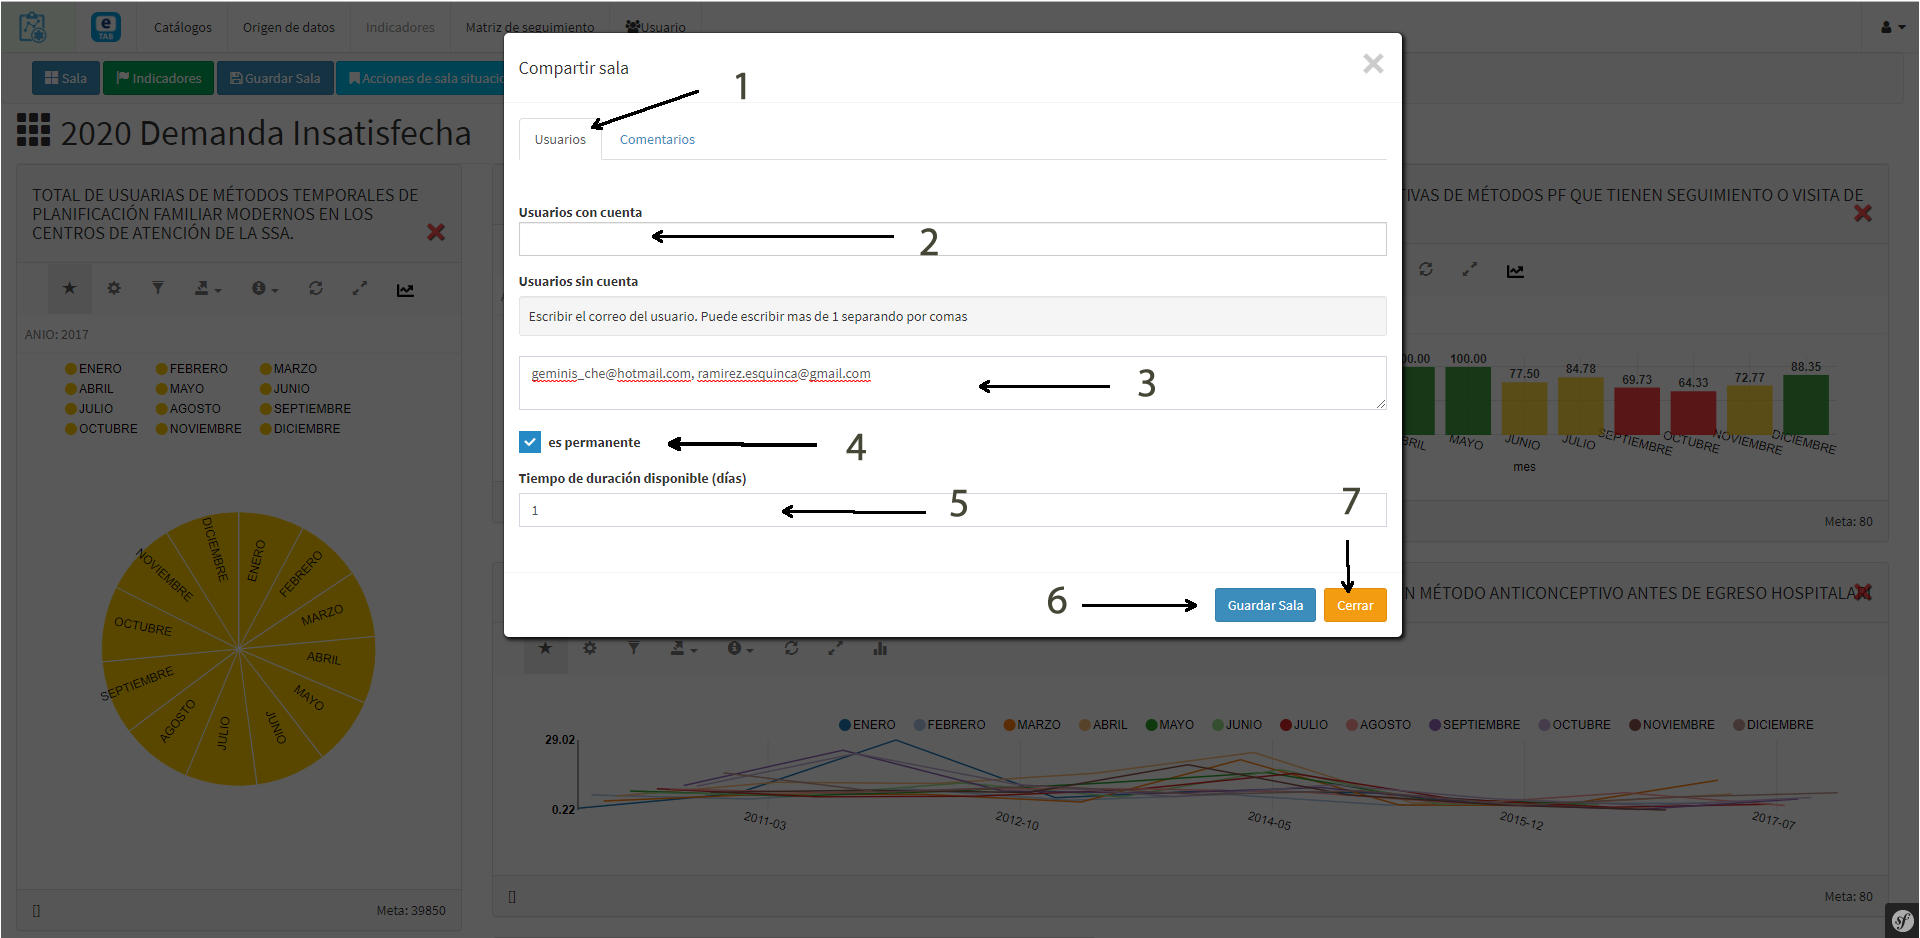 e
TAB
Catálogos
Origen de datos
Indicadores
Matriz de seguimiento
Usuario
Sala
Indicadores
Guardar Sala
Acciones de sala situacio
2020 Demanda Insatisfecha
TOTAL DE USUARIAS DE MÉTODOS TEMPORALES DE
PLANIFICACIÓN FAMILIAR MODERNOS EN LOS
CENTROS DE ATENCIÓN DE LA SSA.
ANIO: 2017
ENERO FEBRERO MARZO
ABRIL MAYO JUNIO
JULIO AGOSTO SEPTIEMBRE
OCTUBRE NOVIEMBRE DICIEMBRE
ENERO
FEBRERO
MARZO
ABRIL
MAYO
JUNIO
JULIO
AGOSTO
SEPTIEMBRE
OCTUBRE
NOVIEMBRE
DICIEMBRE
[]
Meta: 39850
Compartir sala
1
Usuarios
Comentarios
Usuarios con cuenta
2
Usuarios sin cuenta
Escribir el correo del usuario. Puede escribir mas de 1 separando por comas
geminis_che@hotmail.com, ramirez.esquinca@gmail.com
3
es permanente
4
Tiempo de duración disponible (días)
1
5
7
6
Guardar Sala
Cerrar
IVAS DE MÉTODOS PF QUE TIENEN SEGUIMIENTO O VISITA DE
00.00 100.00 77.50 84.78 69.73 64.33 72.77 88.35
BRIL MAYO JUNIO JULIO SEPTIEMBRE OCTUBRE NOVIEMBRE DICIEMBRE
mes
Meta: 80
N MÉTODO ANTICONCEPTIVO ANTES DE EGRESO HOSPITALA
ENERO FEBRERO MARZO ABRIL MAYO JUNIO JULIO AGOSTO SEPTIEMBRE OCTUBRE NOVIEMBRE DICIEMBRE
29.02
0.22
2011-03 2012-10 2014-05 2015-12 2017-07
[]
Meta: 80
sf